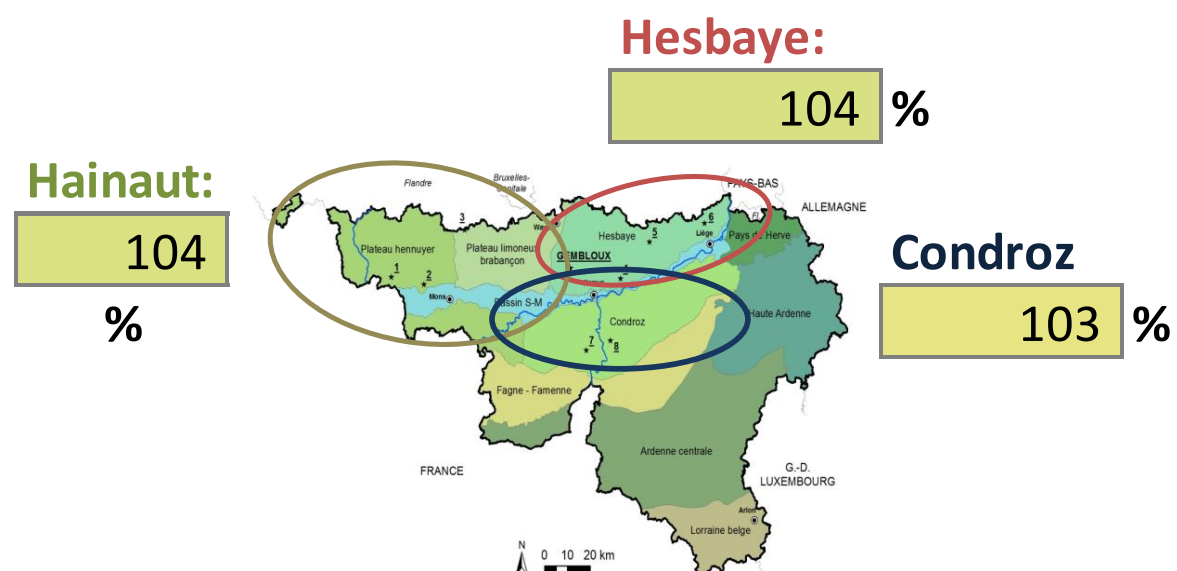 Hesbaye:
104 %
Hainaut:
104
%
Condroz
103 %
Flandre
Bruxelles-
Capitale
PAYS-BAS
ALLEMAGNE
3
6
5
Liège
Hesbaye
Pays de Herve
Plateau hennuyer
Plateau limoneux
brabançon
GEMBLOUX
1
2
Mons
Bassin S-M
Condroz
Haute Ardenne
7
8
Fagne - Famenne
Ardenne centrale
FRANCE
G.-D.
LUXEMBOURG
Arlon
Lorraine belge
N
0 10 20 km